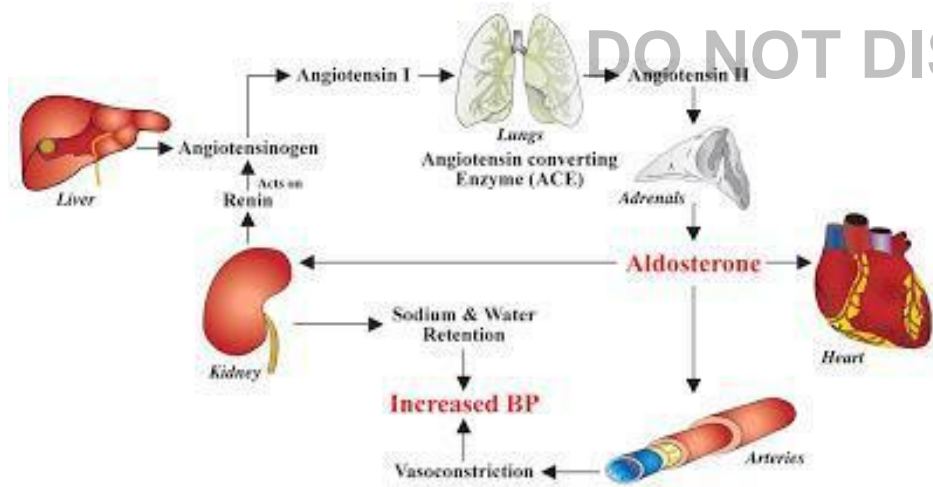 DO NOT DIS
Angiotensin I
Angiotensin II
Lungs
Angiotensin converting
Enzyme (ACE)
Liver
Angiotensinogen
Acts on
Renin
Adrenals
Aldosterone
Kidney
Sodium & Water
Retention
Heart
Increased BP
Vasoconstriction
Arteries